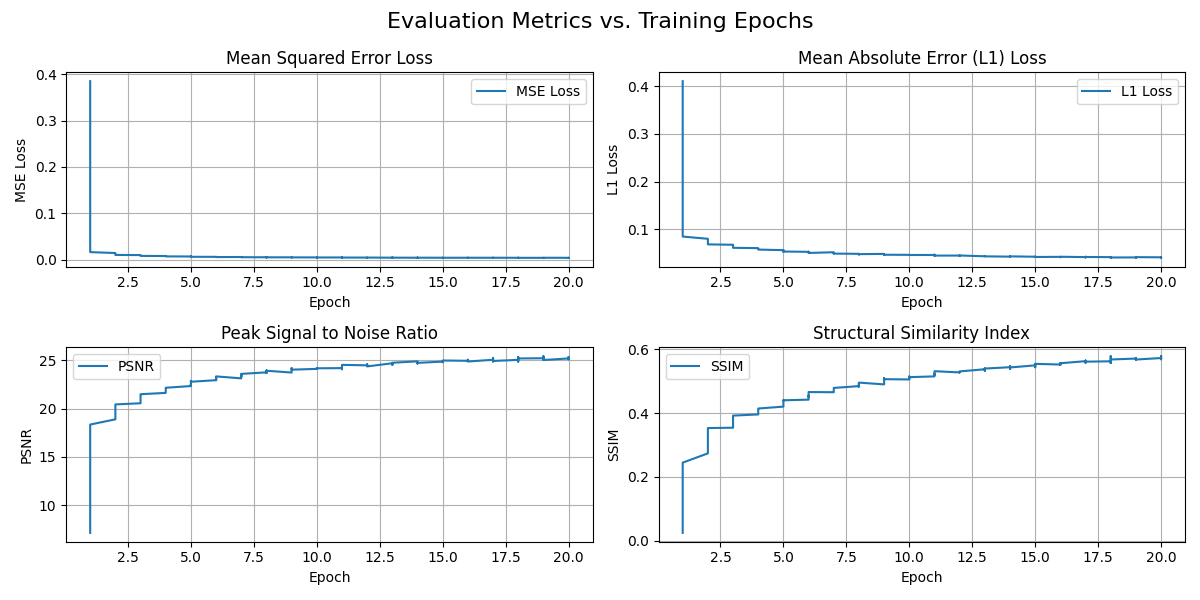 Evaluation Metrics vs. Training Epochs
Mean Squared Error Loss
0.4
0.3
0.2
0.1
0.0
MSE Loss
MSE Loss
2.5 5.0 7.5 10.0 12.5 15.0 17.5 20.0
Epoch
Mean Absolute Error (L1) Loss
0.4
0.3
0.2
0.1
L1 Loss
L1 Loss
2.5 5.0 7.5 10.0 12.5 15.0 17.5 20.0
Epoch
Peak Signal to Noise Ratio
25
20
15
10
PSNR
PSNR
2.5 5.0 7.5 10.0 12.5 15.0 17.5 20.0
Epoch
Structural Similarity Index
0.6
0.4
0.2
0.0
SSIM
SSIM
2.5 5.0 7.5 10.0 12.5 15.0 17.5 20.0
Epoch